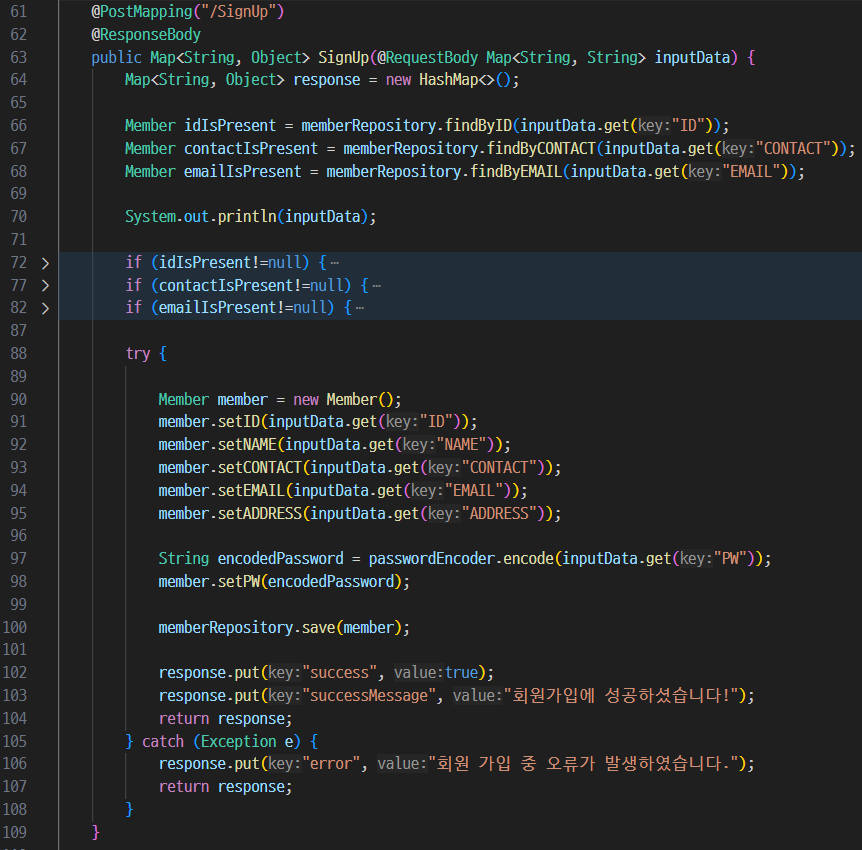 61 @PostMapping("/SignUp")
62 @ResponseBody
63 public Map<String, Object> SignUp(@RequestBody Map<String, String> inputData) {
64 Map<String, Object> response = new HashMap<>();
65
66 Member idIsPresent = memberRepository.findByID(inputData.get(key:"ID"));
67 Member contactIsPresent = memberRepository.findByCONTACT(inputData.get(key:"CONTACT"));
68 Member emailIsPresent = memberRepository.findByEMAIL(inputData.get(key:"EMAIL"));
69
70 System.out.println(inputData);
71
72 > if (idIsPresent!=null) {⋯
77 > if (contactIsPresent!=null) {⋯
82 > if (emailIsPresent!=null) {⋯
87
88 try {
89
90 Member member = new Member();
91 member.setID(inputData.get(key:"ID"));
92 member.setNAME(inputData.get(key:"NAME"));
93 member.setCONTACT(inputData.get(key:"CONTACT"));
94 member.setEMAIL(inputData.get(key:"EMAIL"));
95 member.setADDRESS(inputData.get(key:"ADDRESS"));
96
97 String encodedPassword = passwordEncoder.encode(inputData.get(key:"PW"));
98 member.setPW(encodedPassword);
99
100 memberRepository.save(member);
101
102 response.put(key:"success", value:true);
103 response.put(key:"successMessage", value:"회원가입에 성공하셨습니다!");
104 return response;
105 } catch (Exception e) {
106 response.put(key:"error", value:"회원 가입 중 오류가 발생하였습니다.");
107 return response;
108 }
109 }